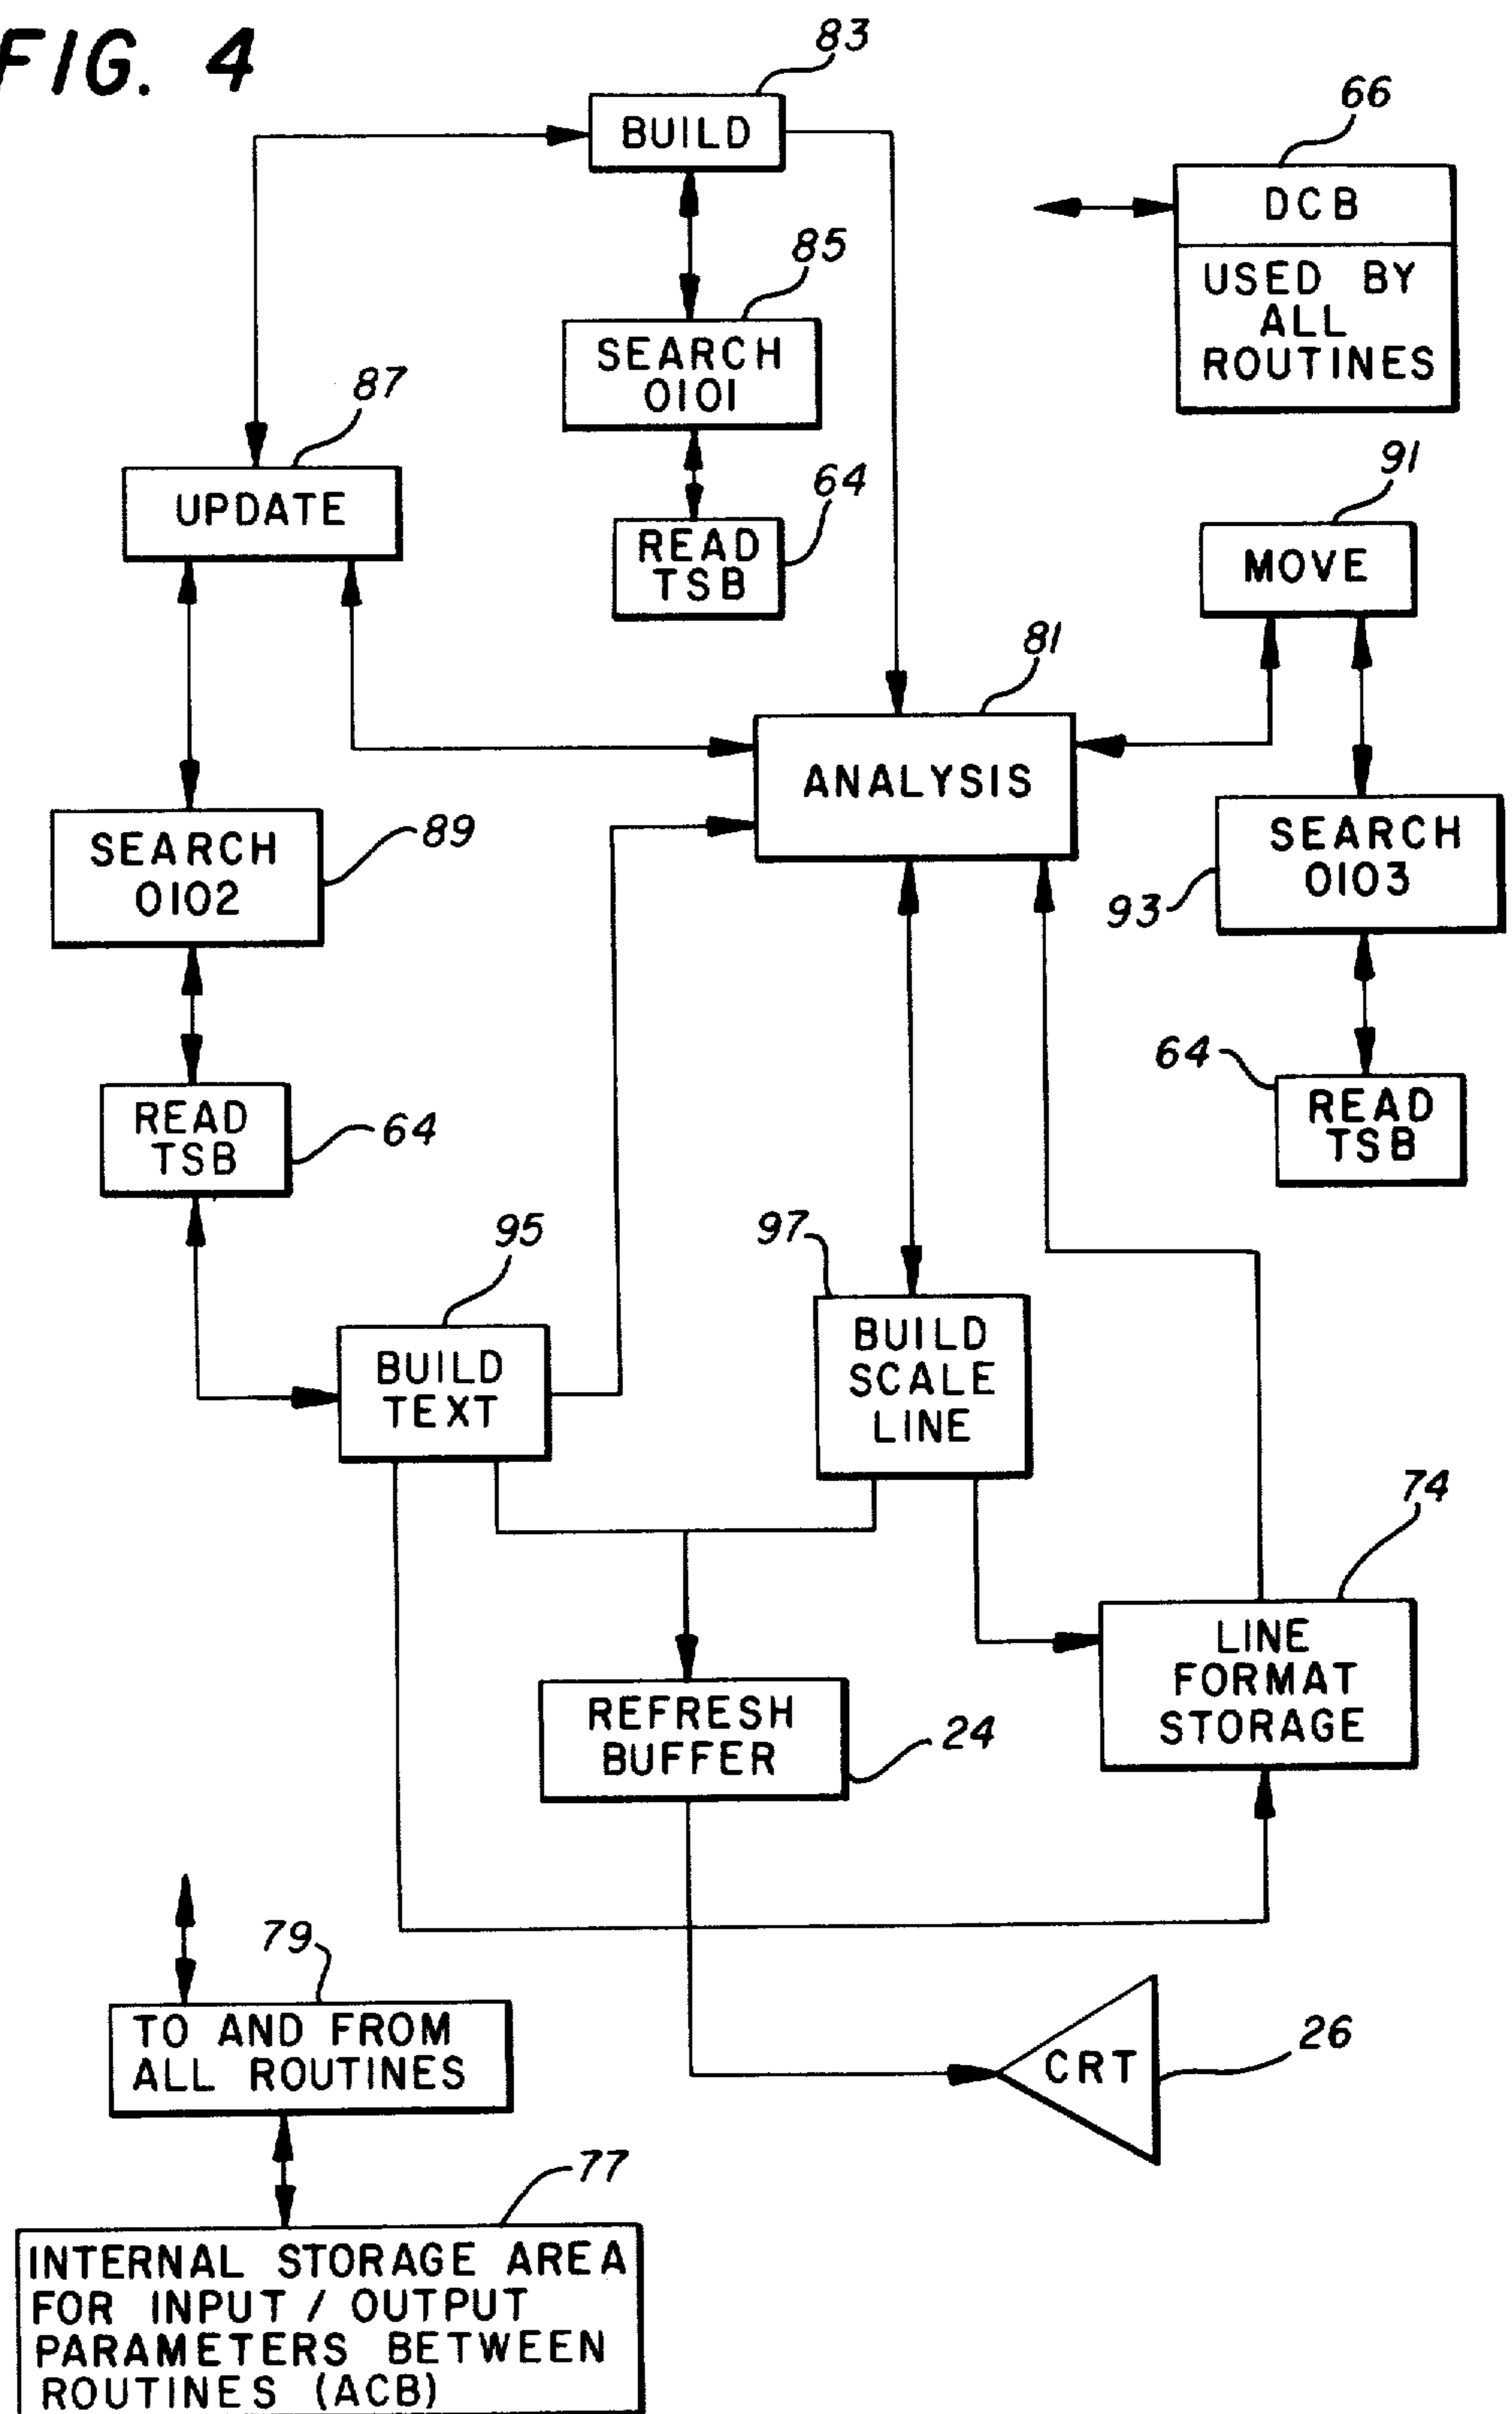 FIG. 4
83
BUILD
66
DCB
USED BY
ALL
ROUTINES
85
SEARCH
0101
87
UPDATE
64
READ
TSB
91
MOVE
81
ANALYSIS
SEARCH
0102
89
SEARCH
0103
93
READ
TSB
64
64
READ
TSB
95
BUILD
TEXT
97
BUILD
SCALE
LINE
74
LINE
FORMAT
STORAGE
REFRESH
BUFFER
24
79
TO AND FROM
ALL ROUTINES
CRT
26
77
INTERNAL STORAGE AREA
FOR INPUT / OUTPUT
PARAMETERS BETWEEN
ROUTINES (ACB)